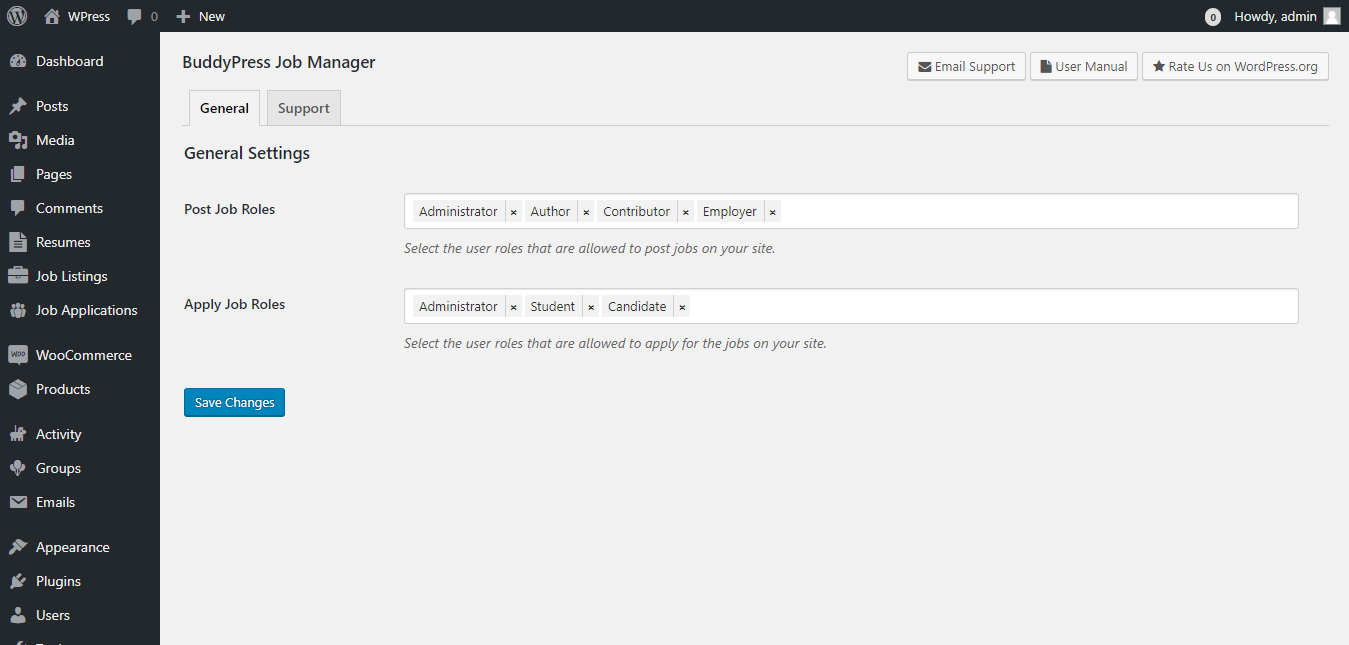 WPress 0 New 0 Howdy, admin
Dashboard
Posts
Media
Pages
Comments
Resumes
Job Listings
Job Applications
WooCommerce
Products
Activity
Groups
Emails
Appearance
Plugins
Users
BuddyPress Job Manager
Email Support User Manual Rate Us on WordPress.org
General Support
General Settings
Post Job Roles Administrator × Author × Contributor × Employer ×
Select the user roles that are allowed to post jobs on your site.
Apply Job Roles Administrator × Student × Candidate ×
Select the user roles that are allowed to apply for the jobs on your site.
Save Changes